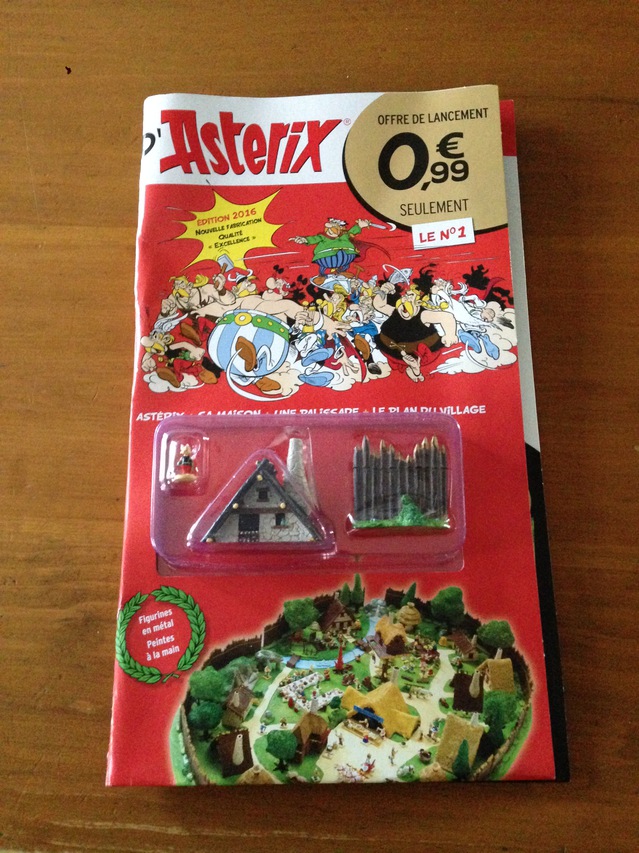 D'Asterix®
OFFRE DE LANCEMENT
0,99 €
SEULEMENT
LE N° 1
EDITION 2016
NOUVELLE FABRICATION
QUALITÉ
« EXCELLENCE »
ASTÉRIX + SA MAISON + UNE PALISSADE + LE PLAN DU VILLAGE
Figurines
en métal
Peintes
à la main